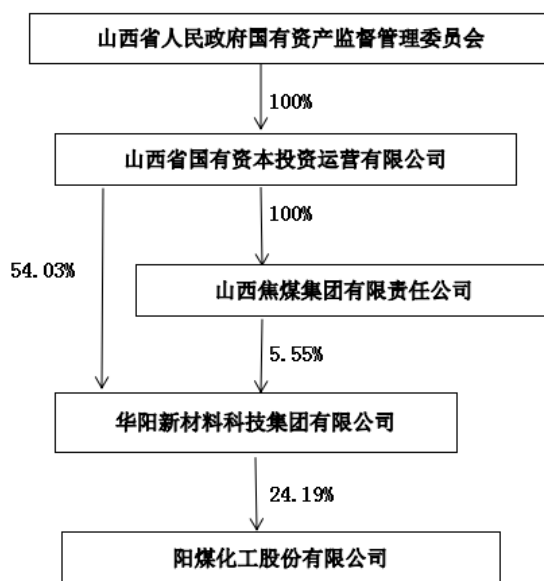 山西省人民政府国有资产监督管理委员会
100%
山西省国有资本投资运营有限公司
100%
54.03%
山西焦煤集团有限责任公司
5.55%
华阳新材料科技集团有限公司
24.19%
阳煤化工股份有限公司